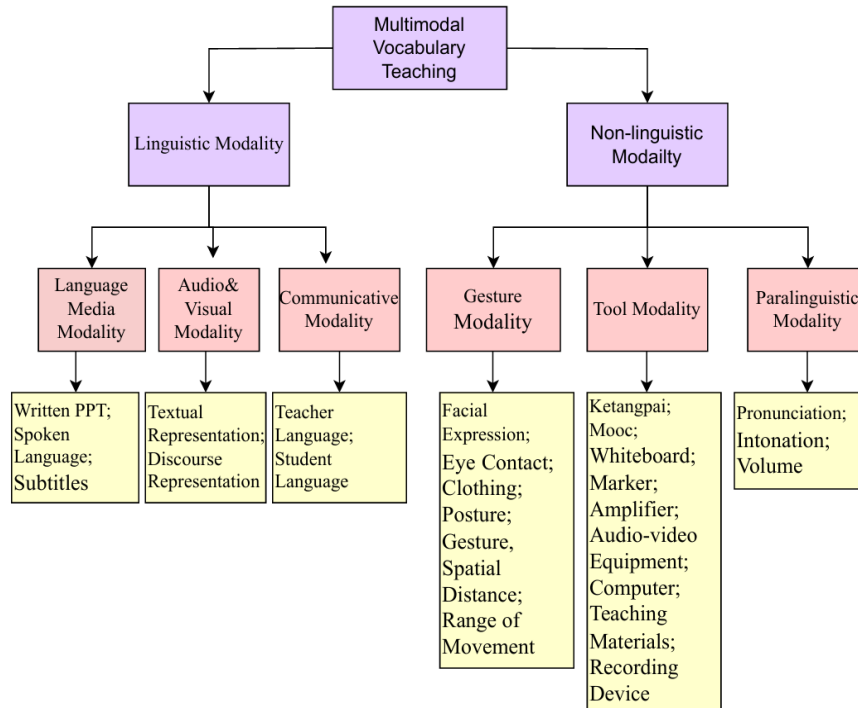 Multimodal
Vocabulary
Teaching
Linguistic Modality
Non-linguistic
Modailty
Language
Media
Modality
Audio&
Visual
Modality
Communicative
Modality
Gesture
Modality
Tool Modality
Paralinguistic
Modality
Written PPT;
Spoken
Language;
Subtitles
Textual
Representation;
Discourse
Representation
Teacher
Language;
Student
Language
Facial
Expression;
Eye Contact;
Clothing;
Posture;
Gesture,
Spatial
Distance;
Range of
Movement
Ketangpai;
Mooc;
Whiteboard;
Marker;
Amplifier;
Audio-video
Equipment;
Computer;
Teaching
Materials;
Recording
Device
Pronunciation;
Intonation;
Volume